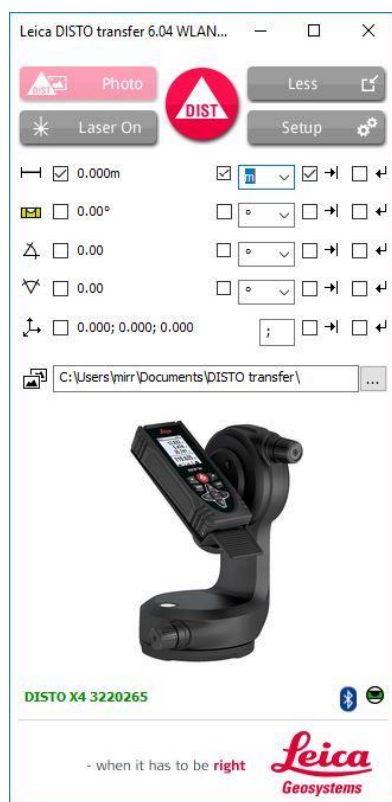 Leica DISTO transfer 6.04 WLAN...
DIST Photo
DIST
Less
Laser On
Setup
0.000m m
0.00° °
0.00 °
0.00 °
0.000; 0.000; 0.000 ;
C:\Users\mirr\Documents\DISTO transfer\ ...
Leica
DISTO X4 3220265
- when it has to be right
Leica
Geosystems